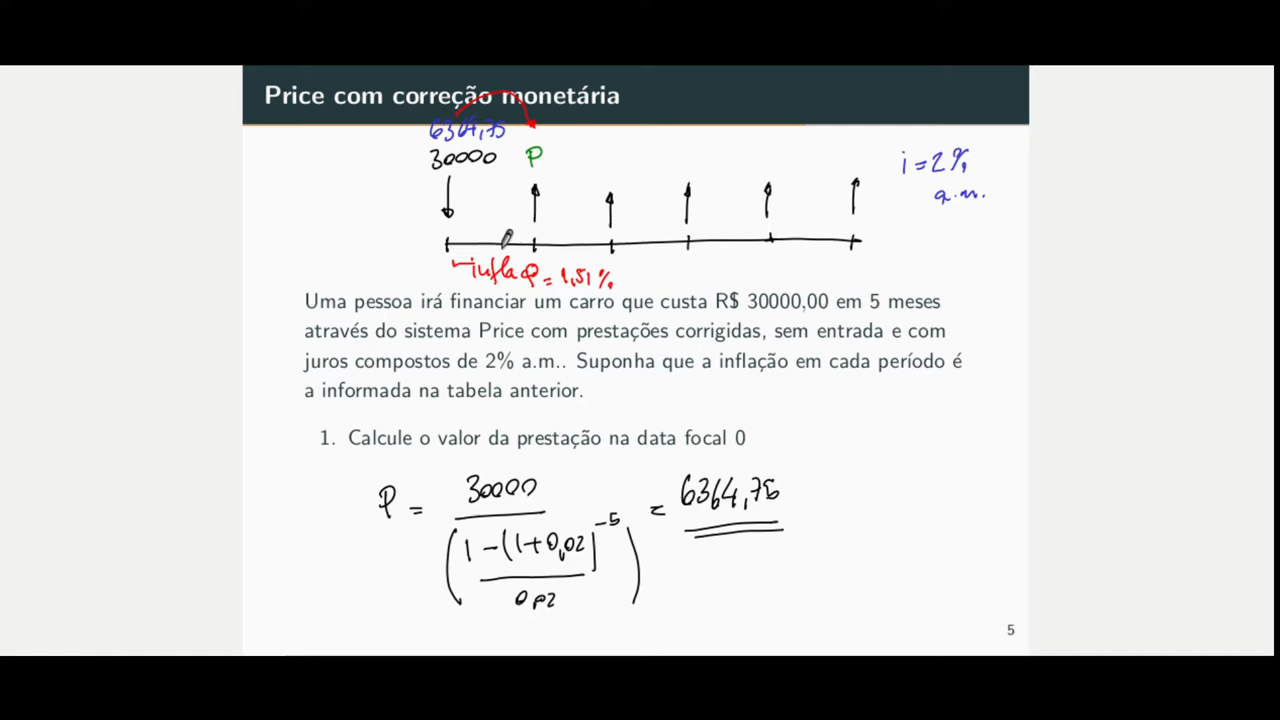 Price com correção monetária
6364,75
30000 P
i = 2%
a.m.
infla φ = 1,51%
Uma pessoa irá financiar um carro que custa R$ 30000,00 em 5 meses
através do sistema Price com prestações corrigidas, sem entrada e com
juros compostos de 2% a.m.. Suponha que a inflação em cada período é
a informada na tabela anterior.
1. Calcule o valor da prestação na data focal 0
P = 30000 = 6364,75
(1 - (1 + 0,02)^-5)
0,02
5